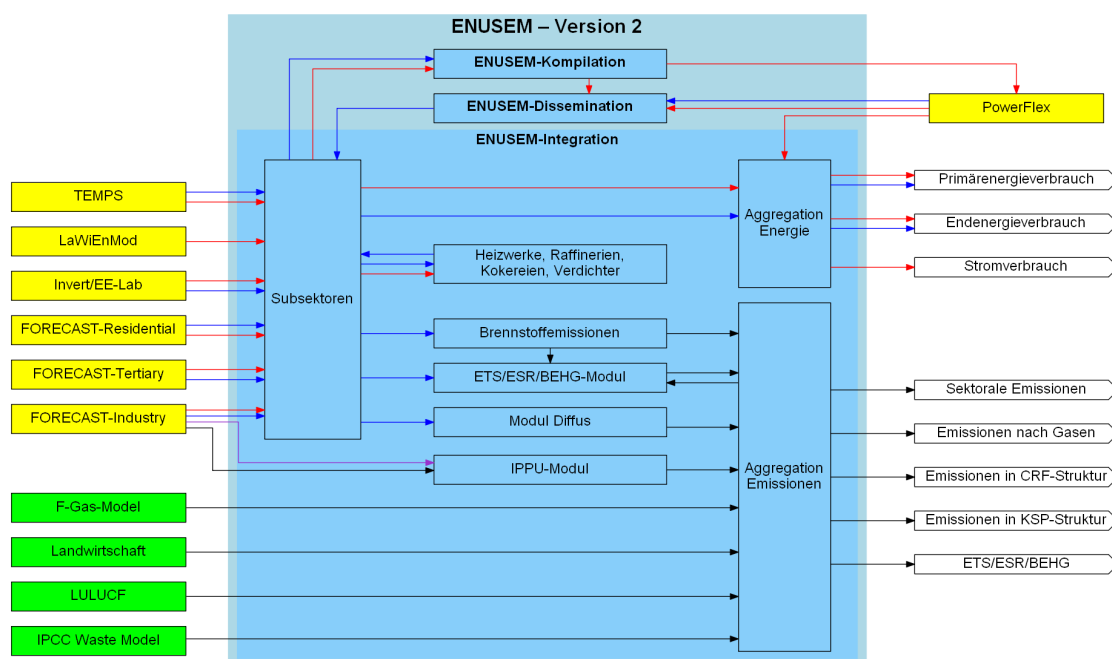 ENUSEM – Version 2
ENUSEM-Kompilation
ENUSEM-Dissemination
PowerFlex
ENUSEM-Integration
TEMPS
LaWiEnMod
Invert/EE-Lab
FORECAST-Residential
FORECAST-Tertiary
FORECAST-Industry
F-Gas-Model
Landwirtschaft
LULUCF
IPCC Waste Model
Subsektoren
Heizwerke, Raffinerien,
Kokereien, Verdichter
Brennstoffemissionen
ETS/ESR/BEHG-Modul
Modul Diffus
IPPU-Modul
Aggregation
Energie
Aggregation
Emissionen
Primärenergieverbrauch
Endenergieverbrauch
Stromverbrauch
Sektorale Emissionen
Emissionen nach Gasen
Emissionen in CRF-Struktur
Emissionen in KSP-Struktur
ETS/ESR/BEHG